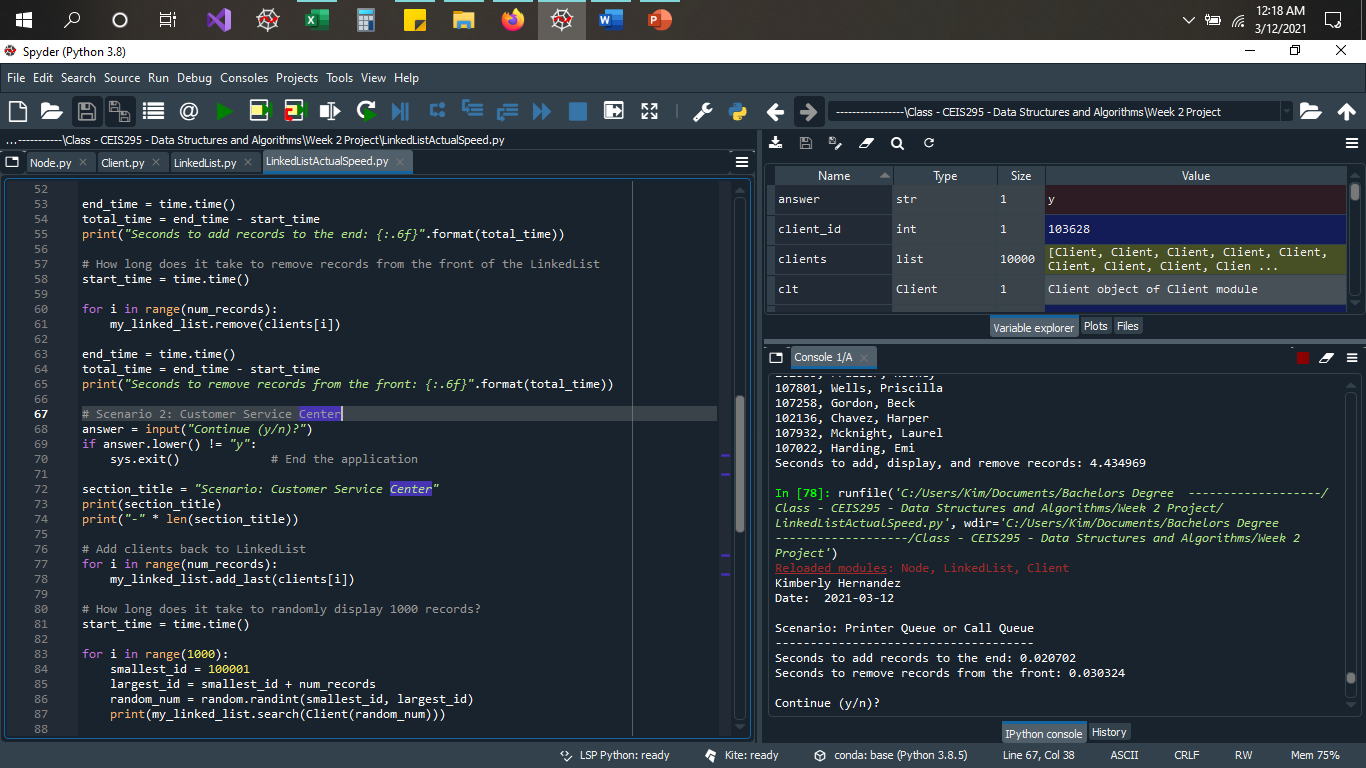 12:18 AM
3/12/2021
Spyder (Python 3.8)
File Edit Search Source Run Debug Consoles Projects Tools View Help
-----------------\Class - CEIS295 - Data Structures and Algorithms\Week 2 Project
...-----------\Class - CEIS295 - Data Structures and Algorithms\Week 2 Project\LinkedListActualSpeed.py
Node.py Client.py LinkedList.py LinkedListActualSpeed.py
52
53 end_time = time.time()
54 total_time = end_time - start_time
55 print("Seconds to add records to the end: {:.6f}".format(total_time))
56
57 # How long does it take to remove records from the front of the LinkedList
58 start_time = time.time()
59
60 for i in range(num_records):
61     my_linked_list.remove(clients[i])
62
63 end_time = time.time()
64 total_time = end_time - start_time
65 print("Seconds to remove records from the front: {:.6f}".format(total_time))
66
67 # Scenario 2: Customer Service Center
68 answer = input("Continue (y/n)?")
69 if answer.lower() != "y":
70     sys.exit()             # End the application
71
72 section_title = "Scenario: Customer Service Center"
73 print(section_title)
74 print("-" * len(section_title))
75
76 # Add clients back to LinkedList
77 for i in range(num_records):
78     my_linked_list.add_last(clients[i])
79
80 # How long does it take to randomly display 1000 records?
81 start_time = time.time()
82
83 for i in range(1000):
84     smallest_id = 100001
85     largest_id = smallest_id + num_records
86     random_num = random.randint(smallest_id, largest_id)
87     print(my_linked_list.search(Client(random_num)))
88
Name Type Size Value
answer str 1 y
client_id int 1 103628
clients list 10000 [Client, Client, Client, Client, Client,
Client, Client, Client, Clien ...
clt Client 1 Client object of Client module
Variable explorer Plots Files
Console 1/A
107801, Wells, Priscilla
107258, Gordon, Beck
102136, Chavez, Harper
107932, Mcknight, Laurel
107022, Harding, Emi
Seconds to add, display, and remove records: 4.434969
In [78]: runfile('C:/Users/Kim/Documents/Bachelors Degree  -------------------/
Class - CEIS295 - Data Structures and Algorithms/Week 2 Project/
LinkedListActualSpeed.py', wdir='C:/Users/Kim/Documents/Bachelors Degree
-------------------/Class - CEIS295 - Data Structures and Algorithms/Week 2
Project')
Reloaded modules: Node, LinkedList, Client
Kimberly Hernandez
Date:  2021-03-12
Scenario: Printer Queue or Call Queue
-------------------------------------
Seconds to add records to the end: 0.020702
Seconds to remove records from the front: 0.030324
Continue (y/n)?
IPython console History
LSP Python: ready Kite: ready conda: base (Python 3.8.5) Line 67, Col 38 ASCII CRLF RW Mem 75%